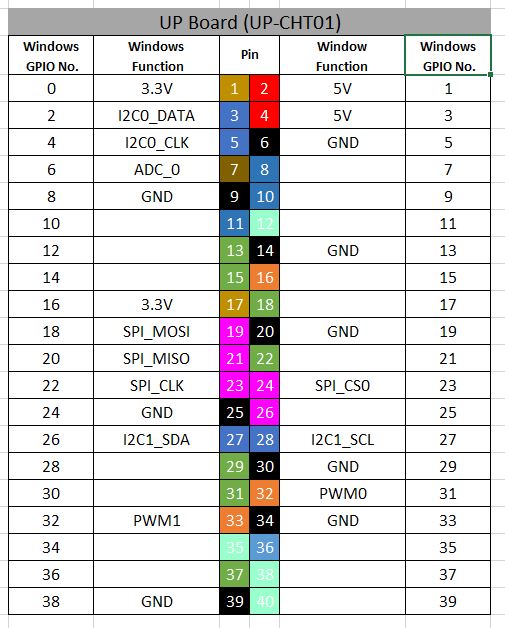 UP Board (UP-CHT01)
Windows GPIO No. Windows Function Pin Window Function Windows GPIO No.
0 3.3V 1 2 5V 1
2 I2C0_DATA 3 4 5V 3
4 I2C0_CLK 5 6 GND 5
6 ADC_0 7 8 7
8 GND 9 10 9
10 11 12 11
12 13 14 GND 13
14 15 16 15
16 3.3V 17 18 17
18 SPI_MOSI 19 20 GND 19
20 SPI_MISO 21 22 21
22 SPI_CLK 23 24 SPI_CS0 23
24 GND 25 26 25
26 I2C1_SDA 27 28 I2C1_SCL 27
28 29 30 GND 29
30 31 32 PWM0 31
32 PWM1 33 34 GND 33
34 35 36 35
36 37 38 37
38 GND 39 40 39